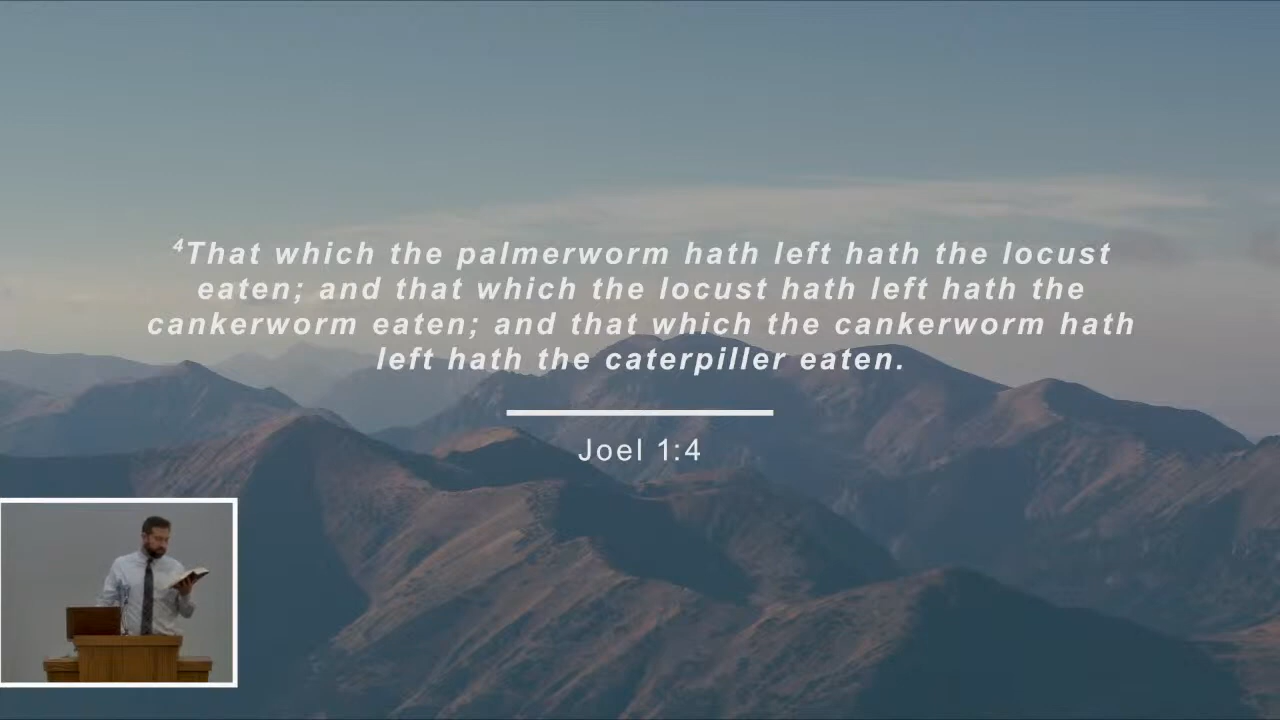 ⁴That which the palmerworm hath left hath the locust
eaten; and that which the locust hath left hath the
cankerworm eaten; and that which the cankerworm hath
left hath the caterpiller eaten.
Joel 1:4